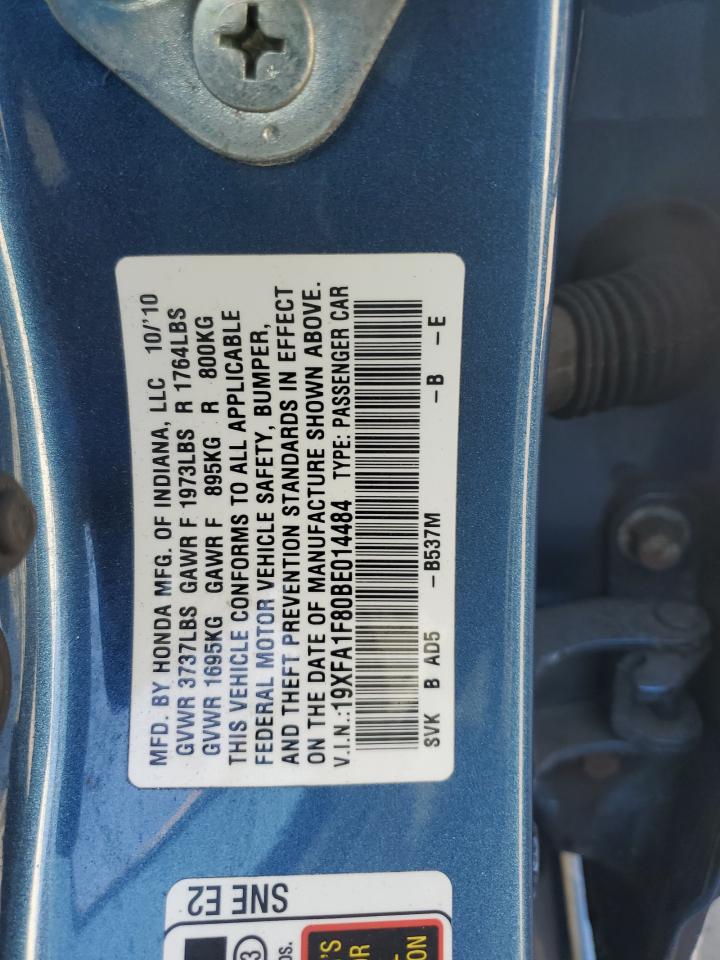 MFD. BY HONDA MFG. OF INDIANA, LLC 10/'10
GVWR 3737LBS GAWR F 1973LBS R 1764LBS
GVWR 1695KG GAWR F 895KG R 800KG
THIS VEHICLE CONFORMS TO ALL APPLICABLE
FEDERAL MOTOR VEHICLE SAFETY, BUMPER,
AND THEFT PREVENTION STANDARDS IN EFFECT
ON THE DATE OF MANUFACTURE SHOWN ABOVE.
V.I.N.:19XFA1F80BE014484 TYPE: PASSENGER CAR
SVK B AD5 -B537M -B -E
SNE E2
3